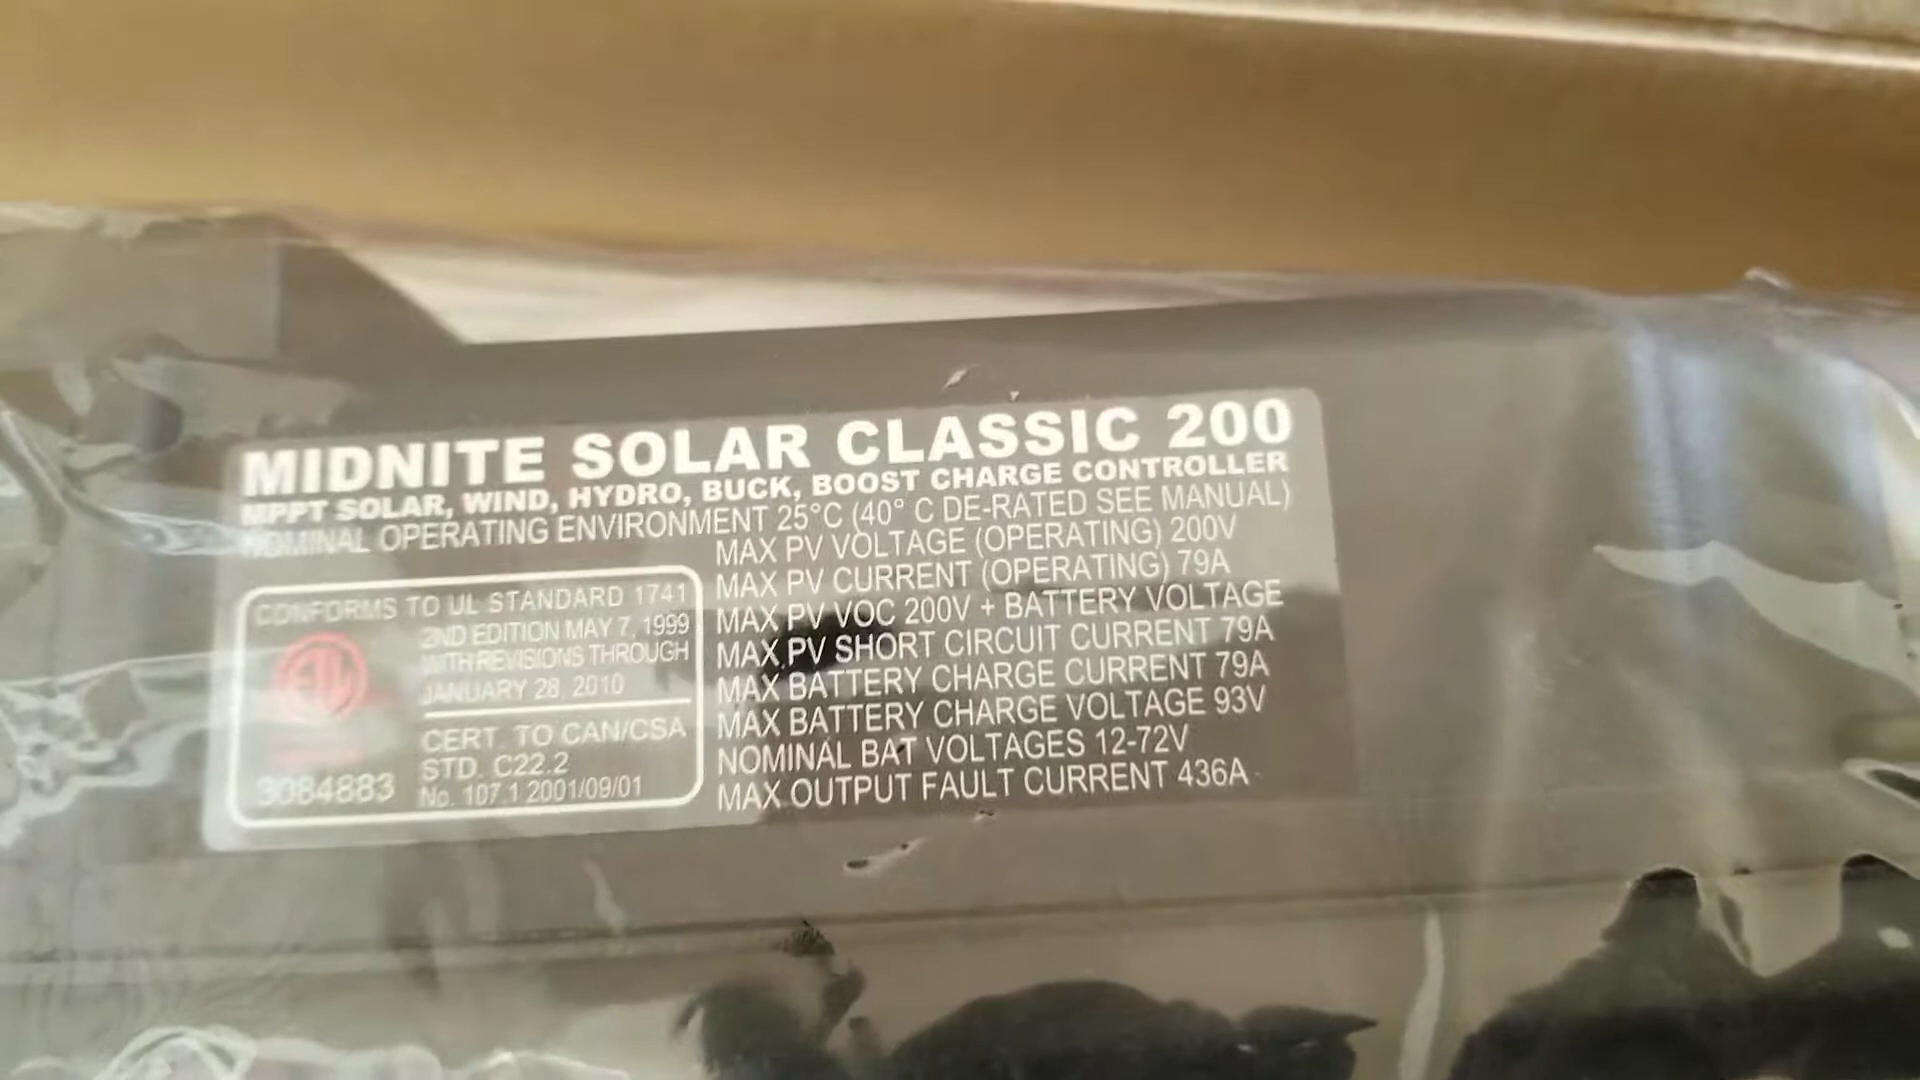 MIDNITE SOLAR CLASSIC 200
MPPT SOLAR, WIND, HYDRO, BUCK, BOOST CHARGE CONTROLLER
NOMINAL OPERATING ENVIRONMENT 25°C (40° C DE-RATED SEE MANUAL)
MAX PV VOLTAGE (OPERATING) 200V
MAX PV CURRENT (OPERATING) 79A
MAX PV VOC 200V + BATTERY VOLTAGE
MAX PV SHORT CIRCUIT CURRENT 79A
MAX BATTERY CHARGE CURRENT 79A
MAX BATTERY CHARGE VOLTAGE 93V
NOMINAL BAT VOLTAGES 12-72V
MAX OUTPUT FAULT CURRENT 436A
CONFORMS TO UL STANDARD 1741
2ND EDITION MAY 7, 1999
WITH REVISIONS THROUGH
JANUARY 28, 2010
CERT. TO CAN/CSA
STD. C22.2
No. 107.1 2001/09/01
ETL
3084883